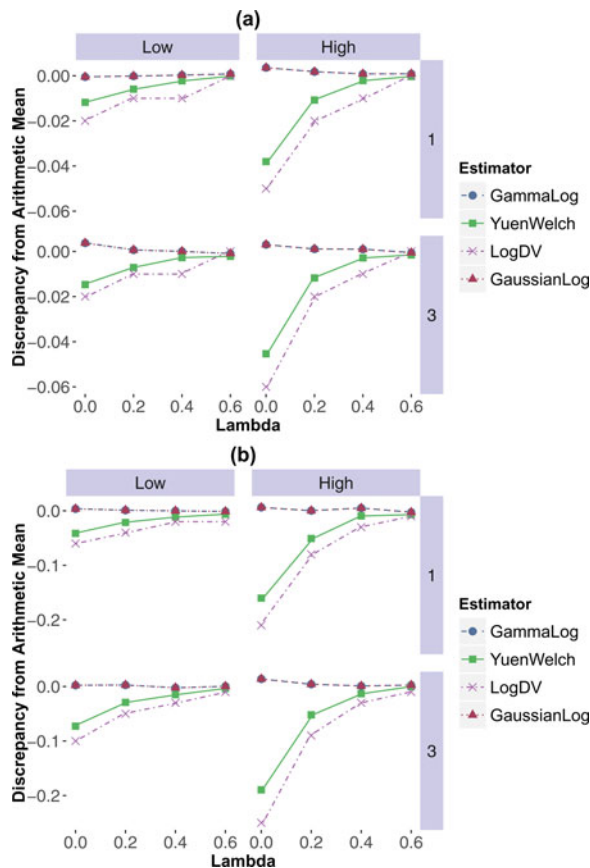 (a)
Low High
Discrepancy from Arithmetic Mean
0.00
−0.02
−0.04
−0.06
1
0.00
−0.02
−0.04
−0.06
3
0.0 0.2 0.4 0.6 0.0 0.2 0.4 0.6
Lambda
Estimator
GammaLog
YuenWelch
LogDV
GaussianLog
(b)
Low High
Discrepancy from Arithmetic Mean
0.0
−0.1
−0.2
1
0.0
−0.1
−0.2
3
0.0 0.2 0.4 0.6 0.0 0.2 0.4 0.6
Lambda
Estimator
GammaLog
YuenWelch
LogDV
GaussianLog